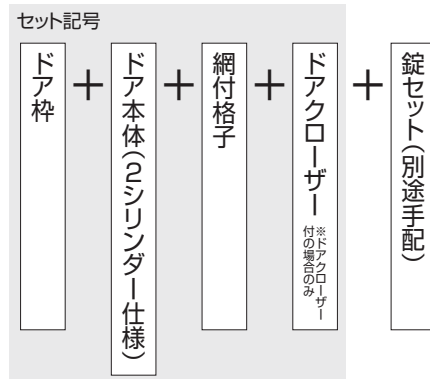 セット記号
ドア枠
+
ドア本体(2シリンダー仕様)
+
網付格子
+
ドアクローザー
※ドアクローザー
付の場合のみ
+
錠セット(別途手配)